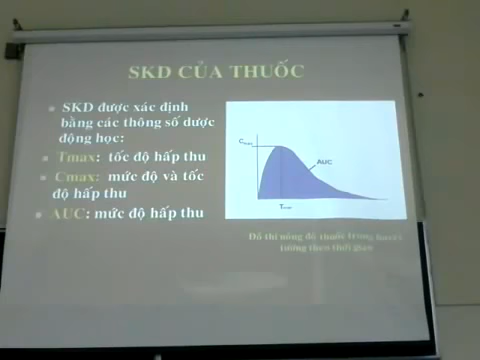 SKD CỦA THUỐC
SKD được xác định
bằng các thông số dược
động học:
Tmax: tốc độ hấp thu
Cmax: mức độ và tốc
độ hấp thu
AUC: mức độ hấp thu
Cmax
AUC
Tmax
Đồ thị nồng độ thuốc trong huyết
tương theo thời gian